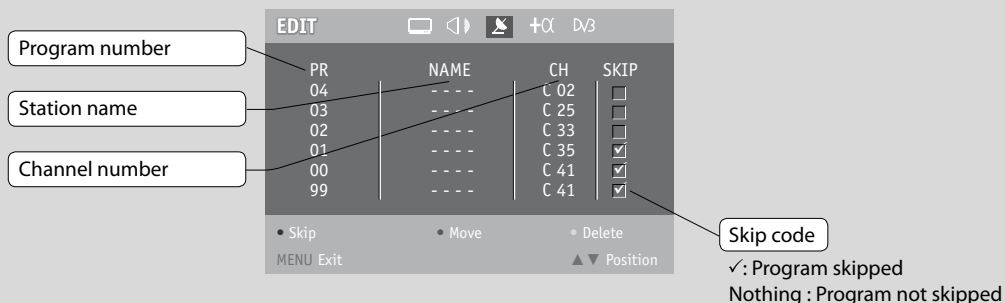 EDIT +α DVB
Program number
PR NAME CH SKIP
04 - - - - C 02
Station name
03 - - - - C 25
02 - - - - C 33
01 - - - - C 35 ✓
Channel number
00 - - - - C 41 ✓
99 - - - - C 41 ✓
• Skip • Move • Delete
MENU Exit ▲▼ Position
Skip code
✓: Program skipped
Nothing : Program not skipped